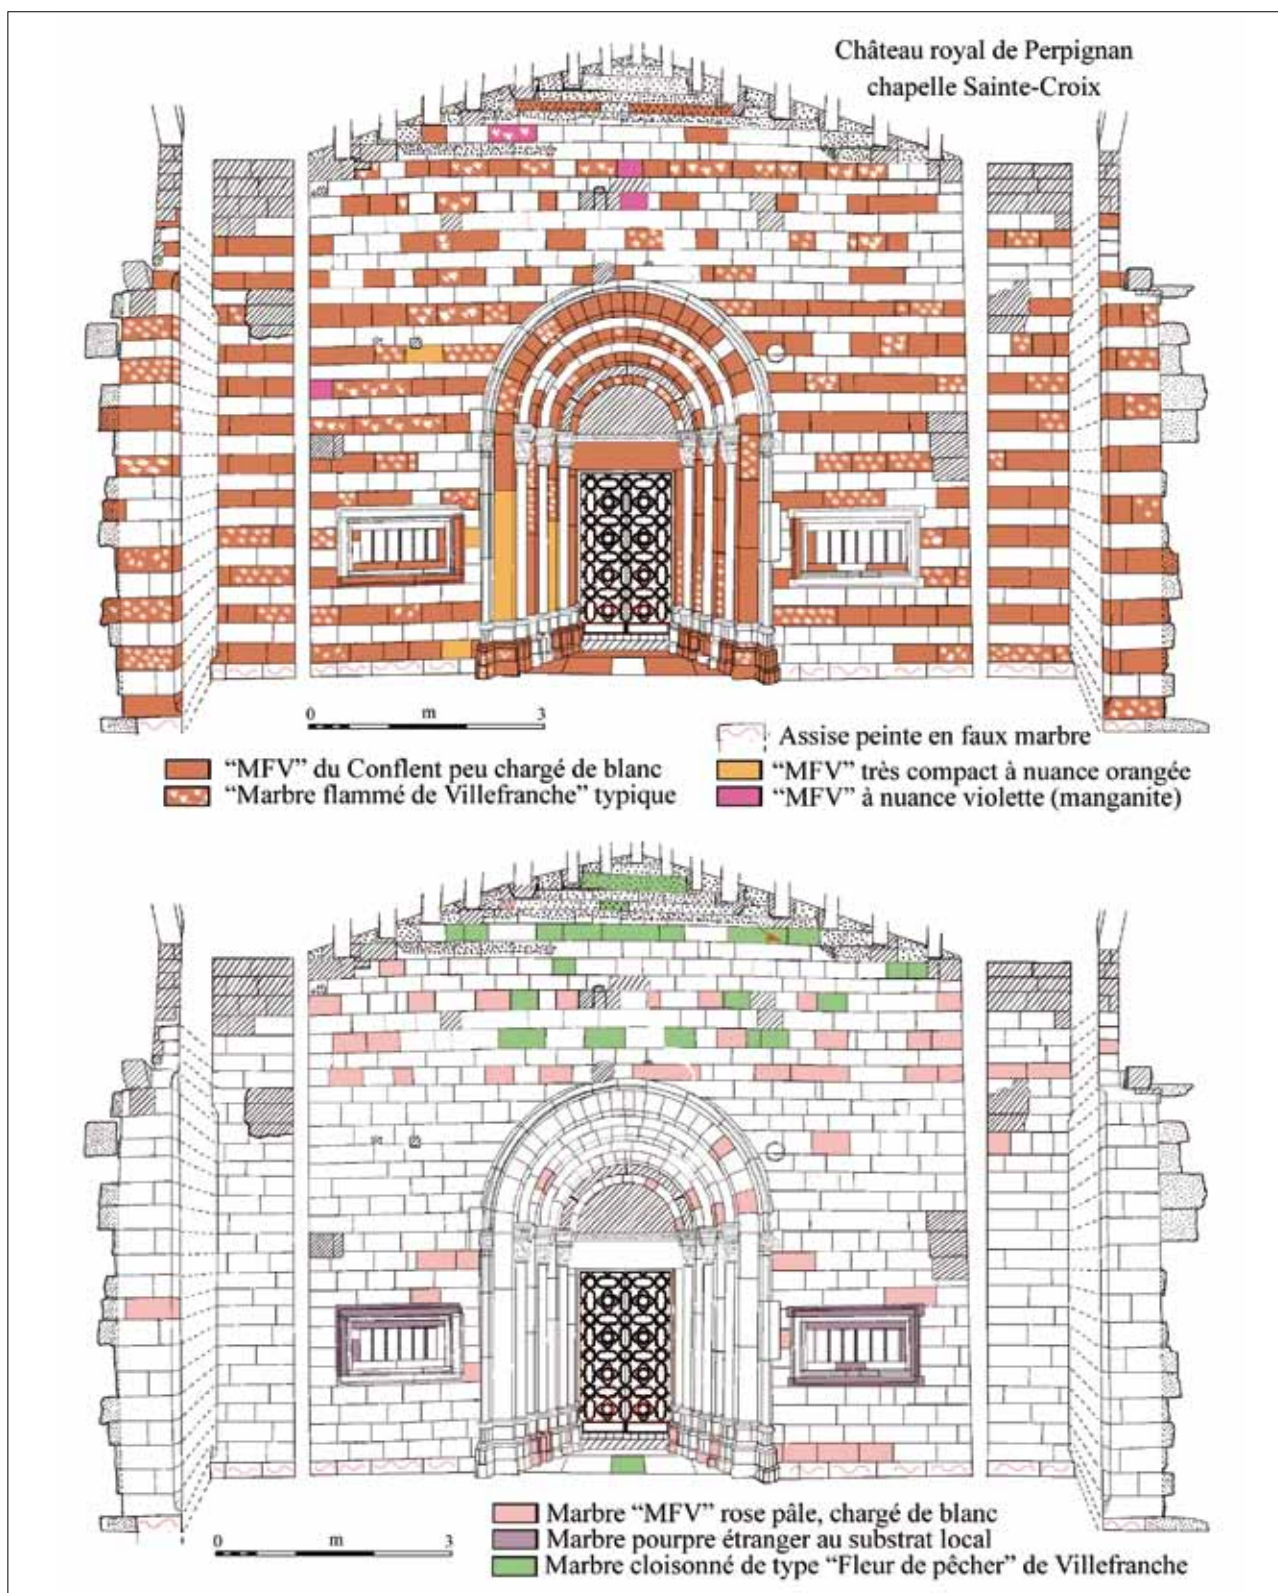 Château royal de Perpignan
chapelle Sainte-Croix
0 m 3
Assise peinte en faux marbre
“MFV” du Conflent peu chargé de blanc
“MFV” très compact à nuance orangée
“Marbre flammé de Villefranche” typique
“MFV” à nuance violette (manganite)
0 m 3
Marbre “MFV” rose pâle, chargé de blanc
Marbre pourpre étranger au substrat local
Marbre cloisonné de type “Fleur de pêcher” de Villefranche